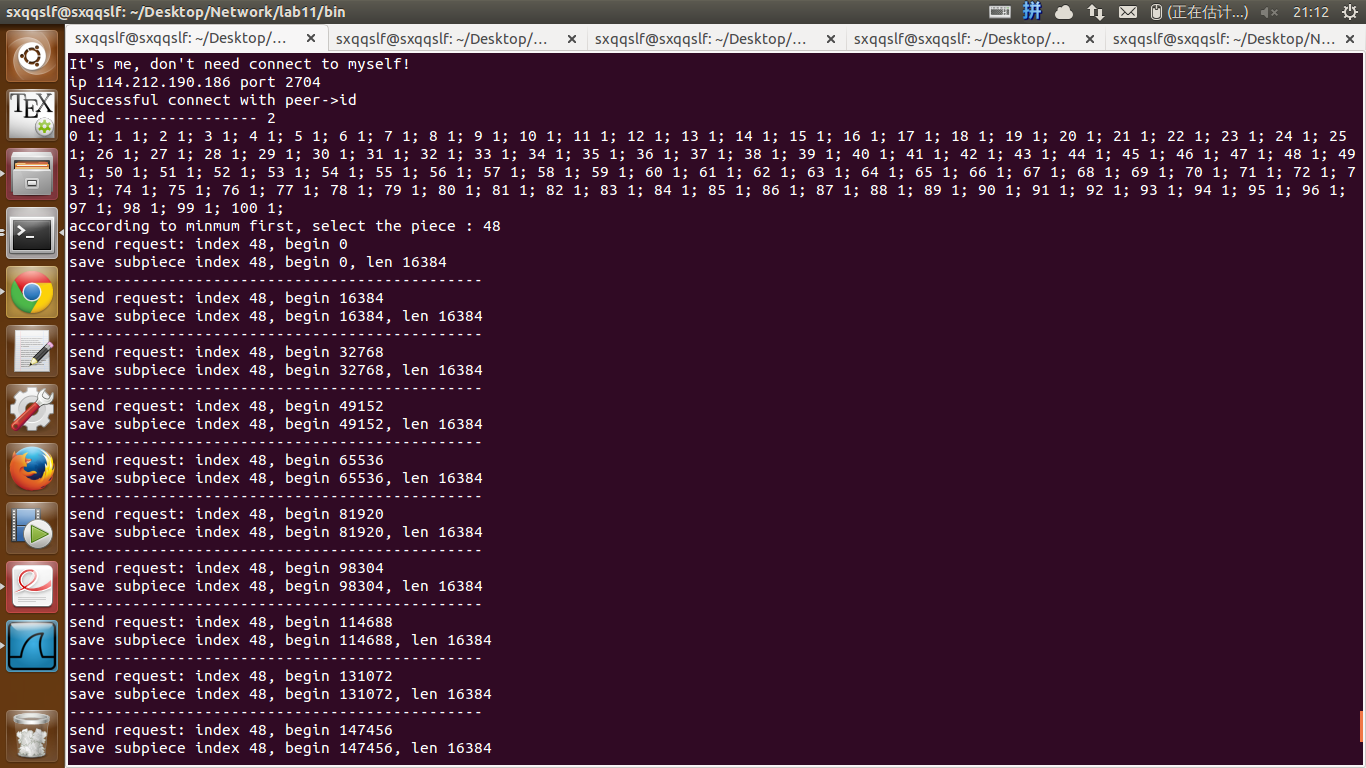 sxqqslf@sxqqslf: ~/Desktop/Network/lab11/bin
拼
(正在估计...)
21:12
sxqqslf@sxqqslf: ~/Desktop/...
sxqqslf@sxqqslf: ~/Desktop/...
sxqqslf@sxqqslf: ~/Desktop/...
sxqqslf@sxqqslf: ~/Desktop/...
sxqqslf@sxqqslf: ~/Desktop/N...
TEX
It's me, don't need connect to myself!
ip 114.212.190.186 port 2704
Successful connect with peer->id
need ---------------- 2
0 1; 1 1; 2 1; 3 1; 4 1; 5 1; 6 1; 7 1; 8 1; 9 1; 10 1; 11 1; 12 1; 13 1; 14 1; 15 1; 16 1; 17 1; 18 1; 19 1; 20 1; 21 1; 22 1; 23 1; 24 1; 25
1; 26 1; 27 1; 28 1; 29 1; 30 1; 31 1; 32 1; 33 1; 34 1; 35 1; 36 1; 37 1; 38 1; 39 1; 40 1; 41 1; 42 1; 43 1; 44 1; 45 1; 46 1; 47 1; 48 1; 49
1; 50 1; 51 1; 52 1; 53 1; 54 1; 55 1; 56 1; 57 1; 58 1; 59 1; 60 1; 61 1; 62 1; 63 1; 64 1; 65 1; 66 1; 67 1; 68 1; 69 1; 70 1; 71 1; 72 1; 7
3 1; 74 1; 75 1; 76 1; 77 1; 78 1; 79 1; 80 1; 81 1; 82 1; 83 1; 84 1; 85 1; 86 1; 87 1; 88 1; 89 1; 90 1; 91 1; 92 1; 93 1; 94 1; 95 1; 96 1;
97 1; 98 1; 99 1; 100 1;
according to minmum first, select the piece : 48
send request: index 48, begin 0
save subpiece index 48, begin 0, len 16384
----------------------------------------------
send request: index 48, begin 16384
save subpiece index 48, begin 16384, len 16384
----------------------------------------------
send request: index 48, begin 32768
save subpiece index 48, begin 32768, len 16384
----------------------------------------------
send request: index 48, begin 49152
save subpiece index 48, begin 49152, len 16384
----------------------------------------------
send request: index 48, begin 65536
save subpiece index 48, begin 65536, len 16384
----------------------------------------------
send request: index 48, begin 81920
save subpiece index 48, begin 81920, len 16384
----------------------------------------------
send request: index 48, begin 98304
save subpiece index 48, begin 98304, len 16384
----------------------------------------------
send request: index 48, begin 114688
save subpiece index 48, begin 114688, len 16384
----------------------------------------------
send request: index 48, begin 131072
save subpiece index 48, begin 131072, len 16384
----------------------------------------------
send request: index 48, begin 147456
save subpiece index 48, begin 147456, len 16384